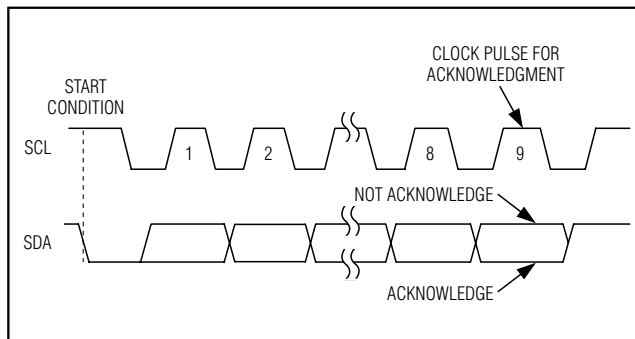 CLOCK PULSE FOR
ACKNOWLEDGMENT
START
CONDITION
SCL
1
2
8
9
NOT ACKNOWLEDGE
SDA
ACKNOWLEDGE